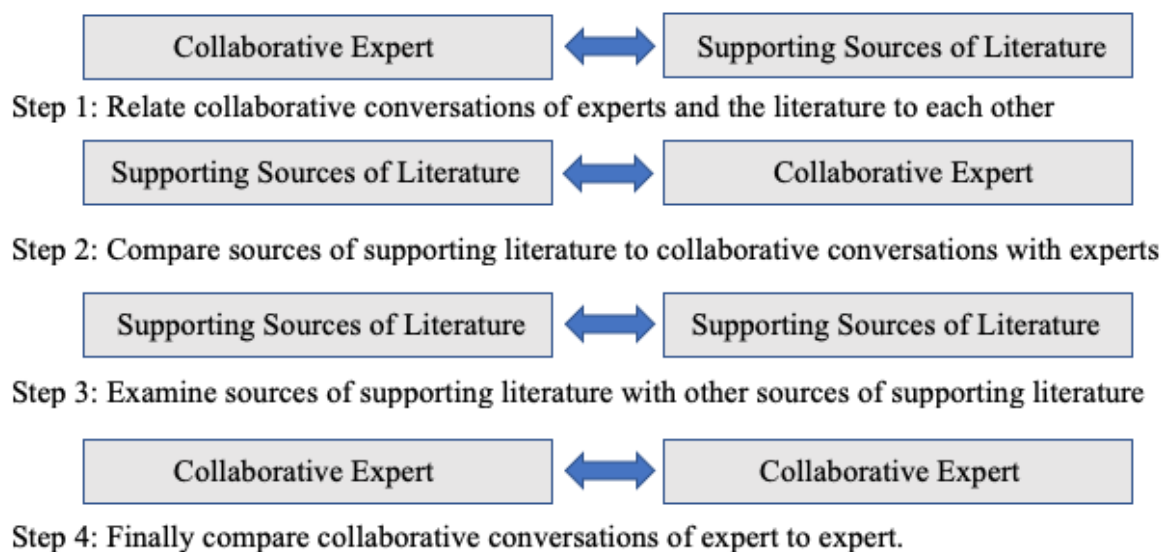 Collaborative Expert Supporting Sources of Literature
Step 1: Relate collaborative conversations of experts and the literature to each other
Supporting Sources of Literature Collaborative Expert
Step 2: Compare sources of supporting literature to collaborative conversations with experts
Supporting Sources of Literature Supporting Sources of Literature
Step 3: Examine sources of supporting literature with other sources of supporting literature
Collaborative Expert Collaborative Expert
Step 4: Finally compare collaborative conversations of expert to expert.